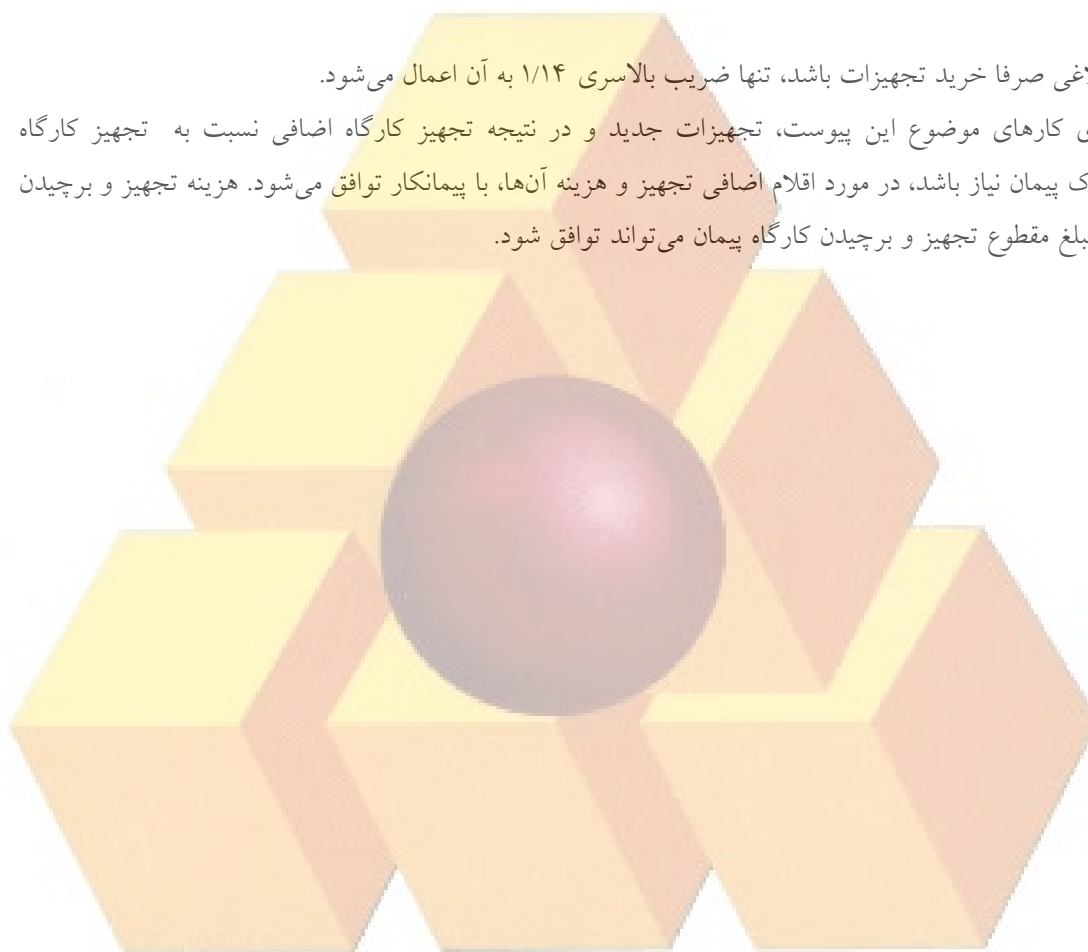 صرفا خرید تجهیزات باشد، تنها ضریب بالاسری ۱/۱۴ به آن اعمال می‌شود.
کارهای موضوع این پیوست، تجهیزات جدید و در نتیجه تجهیز کارگاه اضافی نسبت به تجهیز کارگاه
پیمان نیاز باشد، در مورد اقلام اضافی تجهیز و هزینه آن‌ها، با پیمانکار توافق می‌شود. هزینه تجهیز و برچیدن
مقطوع تجهیز و برچیدن کارگاه پیمان می‌تواند توافق شود.